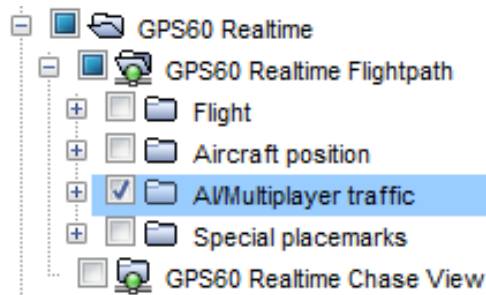 GPS60 Realtime
GPS60 Realtime Flightpath
Flight
Aircraft position
AI/Multiplayer traffic
Special placemarks
GPS60 Realtime Chase View